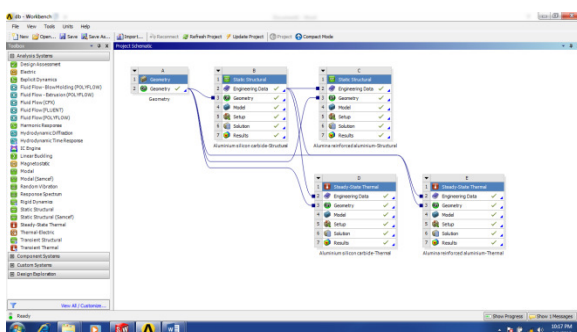 jdb - Workbench
File View Tools Units Help
New Open... Save Save As... Import... Reconnect Refresh Project Update Project Project Compact Mode
Toolbox
Project Schematic
Analysis Systems
Design Assessment
Electric
Explicit Dynamics
Fluid Flow - Blow Molding (POLYFLOW)
Fluid Flow - Extrusion (POLYFLOW)
Fluid Flow (CFX)
Fluid Flow (FLUENT)
Fluid Flow (POLYFLOW)
Harmonic Response
Hydrodynamic Diffraction
Hydrodynamic Time Response
IC Engine
Linear Buckling
Magnetostatic
Modal
Modal (Samcef)
Random Vibration
Response Spectrum
Rigid Dynamics
Static Structural
Static Structural (Samcef)
Steady-State Thermal
Thermal-Electric
Transient Structural
Transient Thermal
Component Systems
Custom Systems
Design Exploration
View All / Customize...
A
1 Geometry
2 Geometry
Geometry
B
1 Static Structural
2 Engineering Data
3 Geometry
4 Model
5 Setup
6 Solution
7 Results
Aluminium silicon carbide-Structural
C
1 Static Structural
2 Engineering Data
3 Geometry
4 Model
5 Setup
6 Solution
7 Results
Alumina reinforced aluminium-Structural
D
1 Steady-State Thermal
2 Engineering Data
3 Geometry
4 Model
5 Setup
6 Solution
7 Results
Aluminium silicon carbide-Thermal
E
1 Steady-State Thermal
2 Engineering Data
3 Geometry
4 Model
5 Setup
6 Solution
7 Results
Alumina reinforced aluminium-Thermal
Ready
Show Progress Show 1 Messages
10:17 PM